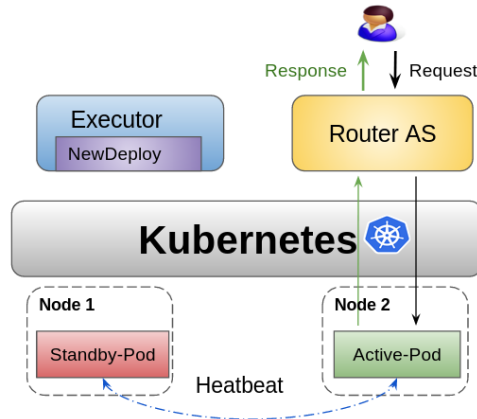 Response
Request
Executor
NewDeploy
Router AS
Kubernetes
Node 1
Node 2
Standby-Pod
Active-Pod
Heatbeat